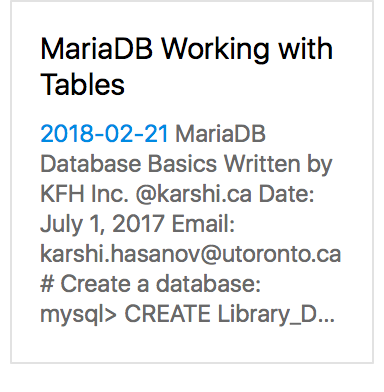 MariaDB Working with
Tables
2018-02-21 MariaDB
Database Basics Written by
KFH Inc. @karshi.ca Date:
July 1, 2017 Email:
karshi.hasanov@utoronto.ca
# Create a database:
mysql> CREATE Library_D...